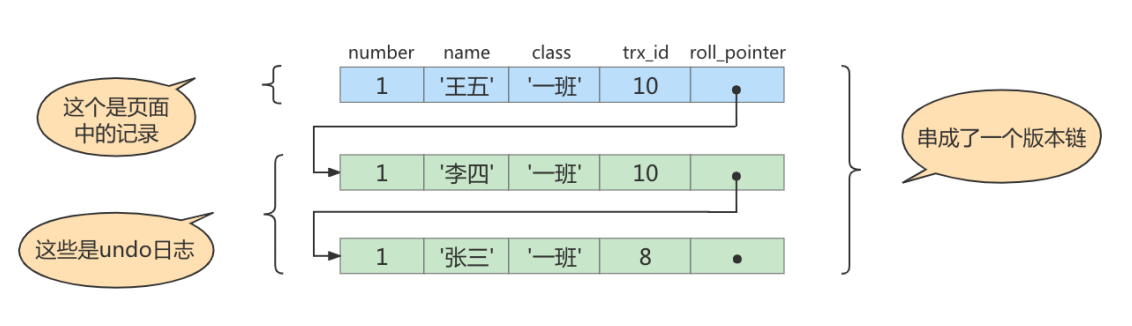 number name class trx_id roll_pointer
1 '王五' '一班' 10
这个是页面
中的记录
1 '李四' '一班' 10
串成了一个版本链
1 '张三' '一班' 8
这些是undo日志